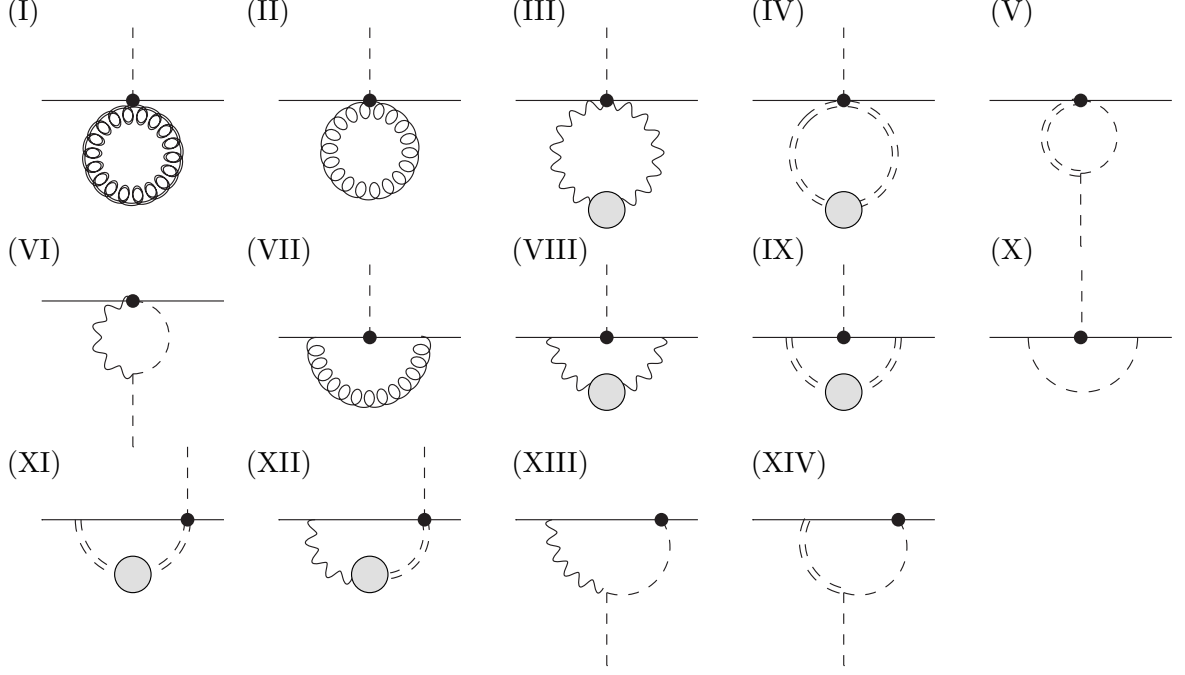 (I) (II) (III) (IV) (V)
(VI) (VII) (VIII) (IX) (X)
(XI) (XII) (XIII) (XIV)